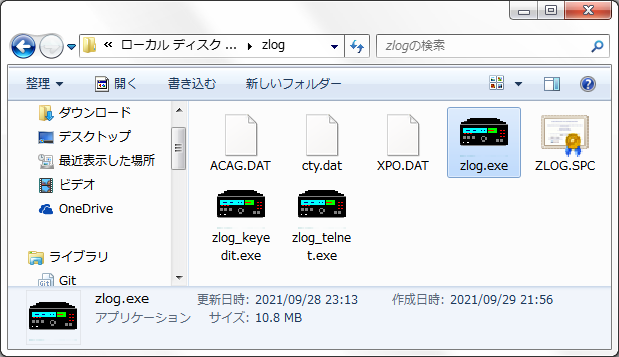 « ローカル ディスク ... zlog
zlogの検索
整理 開く 書き込む 新しいフォルダー
ダウンロード
デスクトップ
最近表示した場所
ビデオ
OneDrive
ライブラリ
Git
ACAG.DAT
cty.dat
XPO.DAT
zlog.exe
ZLOG.SPC
zlog_keye
dit.exe
zlog_telne
t.exe
zlog.exe 更新日時: 2021/09/28 23:13 作成日時: 2021/09/29 21:56
アプリケーション サイズ: 10.8 MB